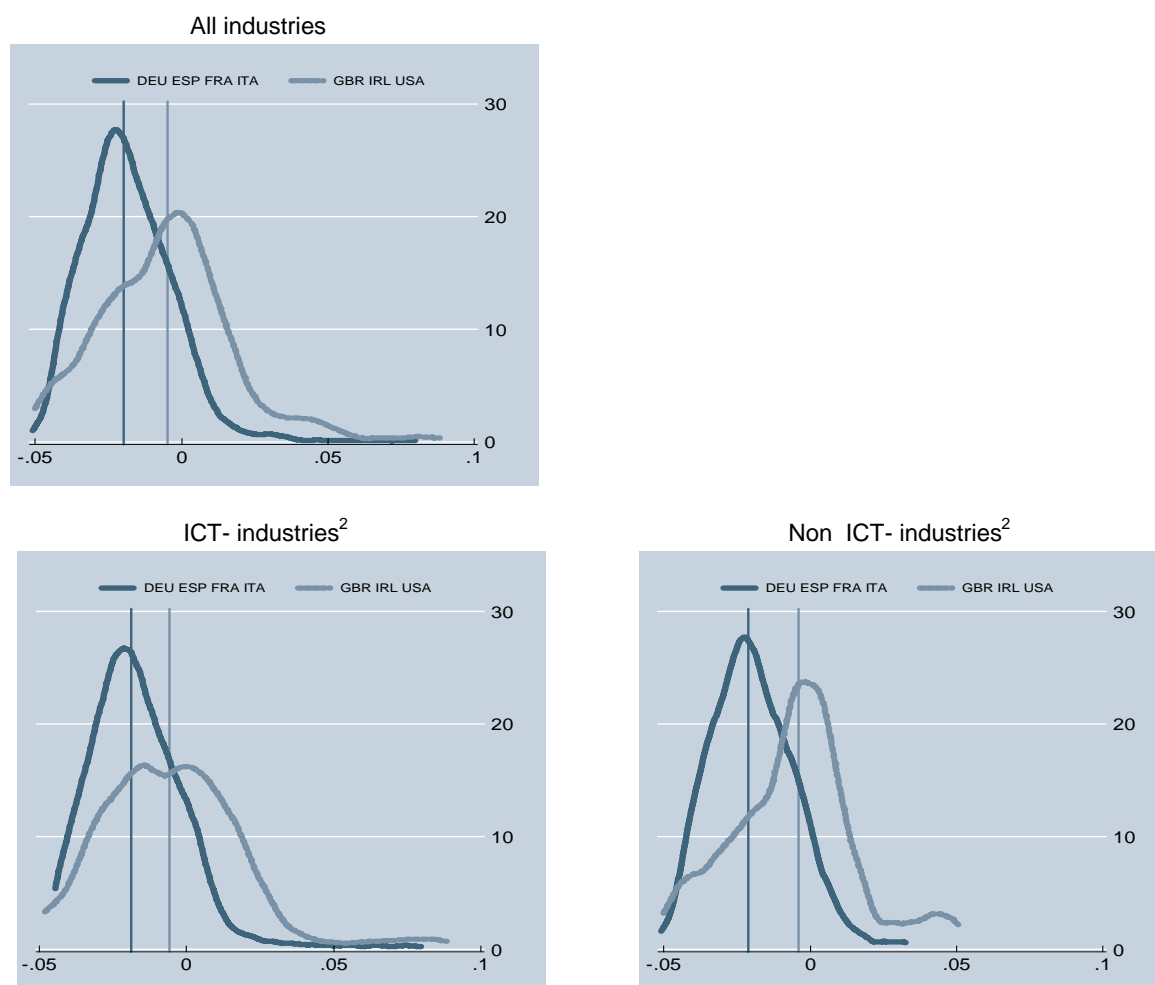 All industries
DEU ESP FRA ITA GBR IRL USA
30
20
10
0
-.05 0 .05 .1
ICT- industries²
DEU ESP FRA ITA GBR IRL USA
30
20
10
0
-.05 0 .05 .1
Non ICT- industries²
DEU ESP FRA ITA GBR IRL USA
30
20
10
0
-.05 0 .05 .1